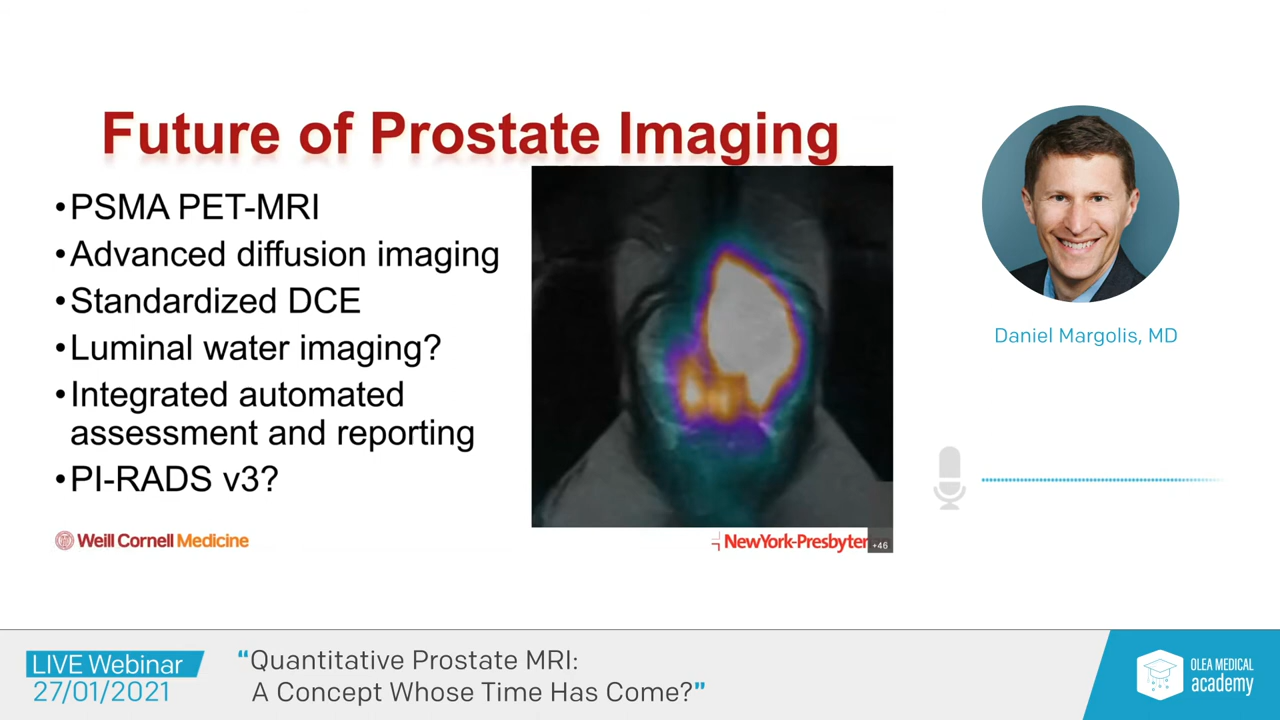 Future of Prostate Imaging
•PSMA PET-MRI
•Advanced diffusion imaging
•Standardized DCE
•Luminal water imaging?
•Integrated automated
assessment and reporting
•PI-RADS v3?
Weill Cornell Medicine
NewYork-Presbyter
+46
Daniel Margolis, MD
LIVE Webinar
27/01/2021
“Quantitative Prostate MRI:
A Concept Whose Time Has Come?”
OLEA MEDICAL
academy